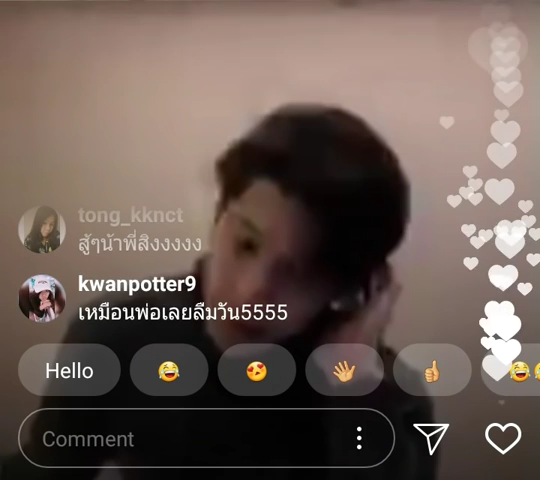 tong_kknct
สู้ๆน้าพี่สิงงงงง
kwanpotter9
เหมือนพ่อเลยลืมวัน5555
Hello
Comment